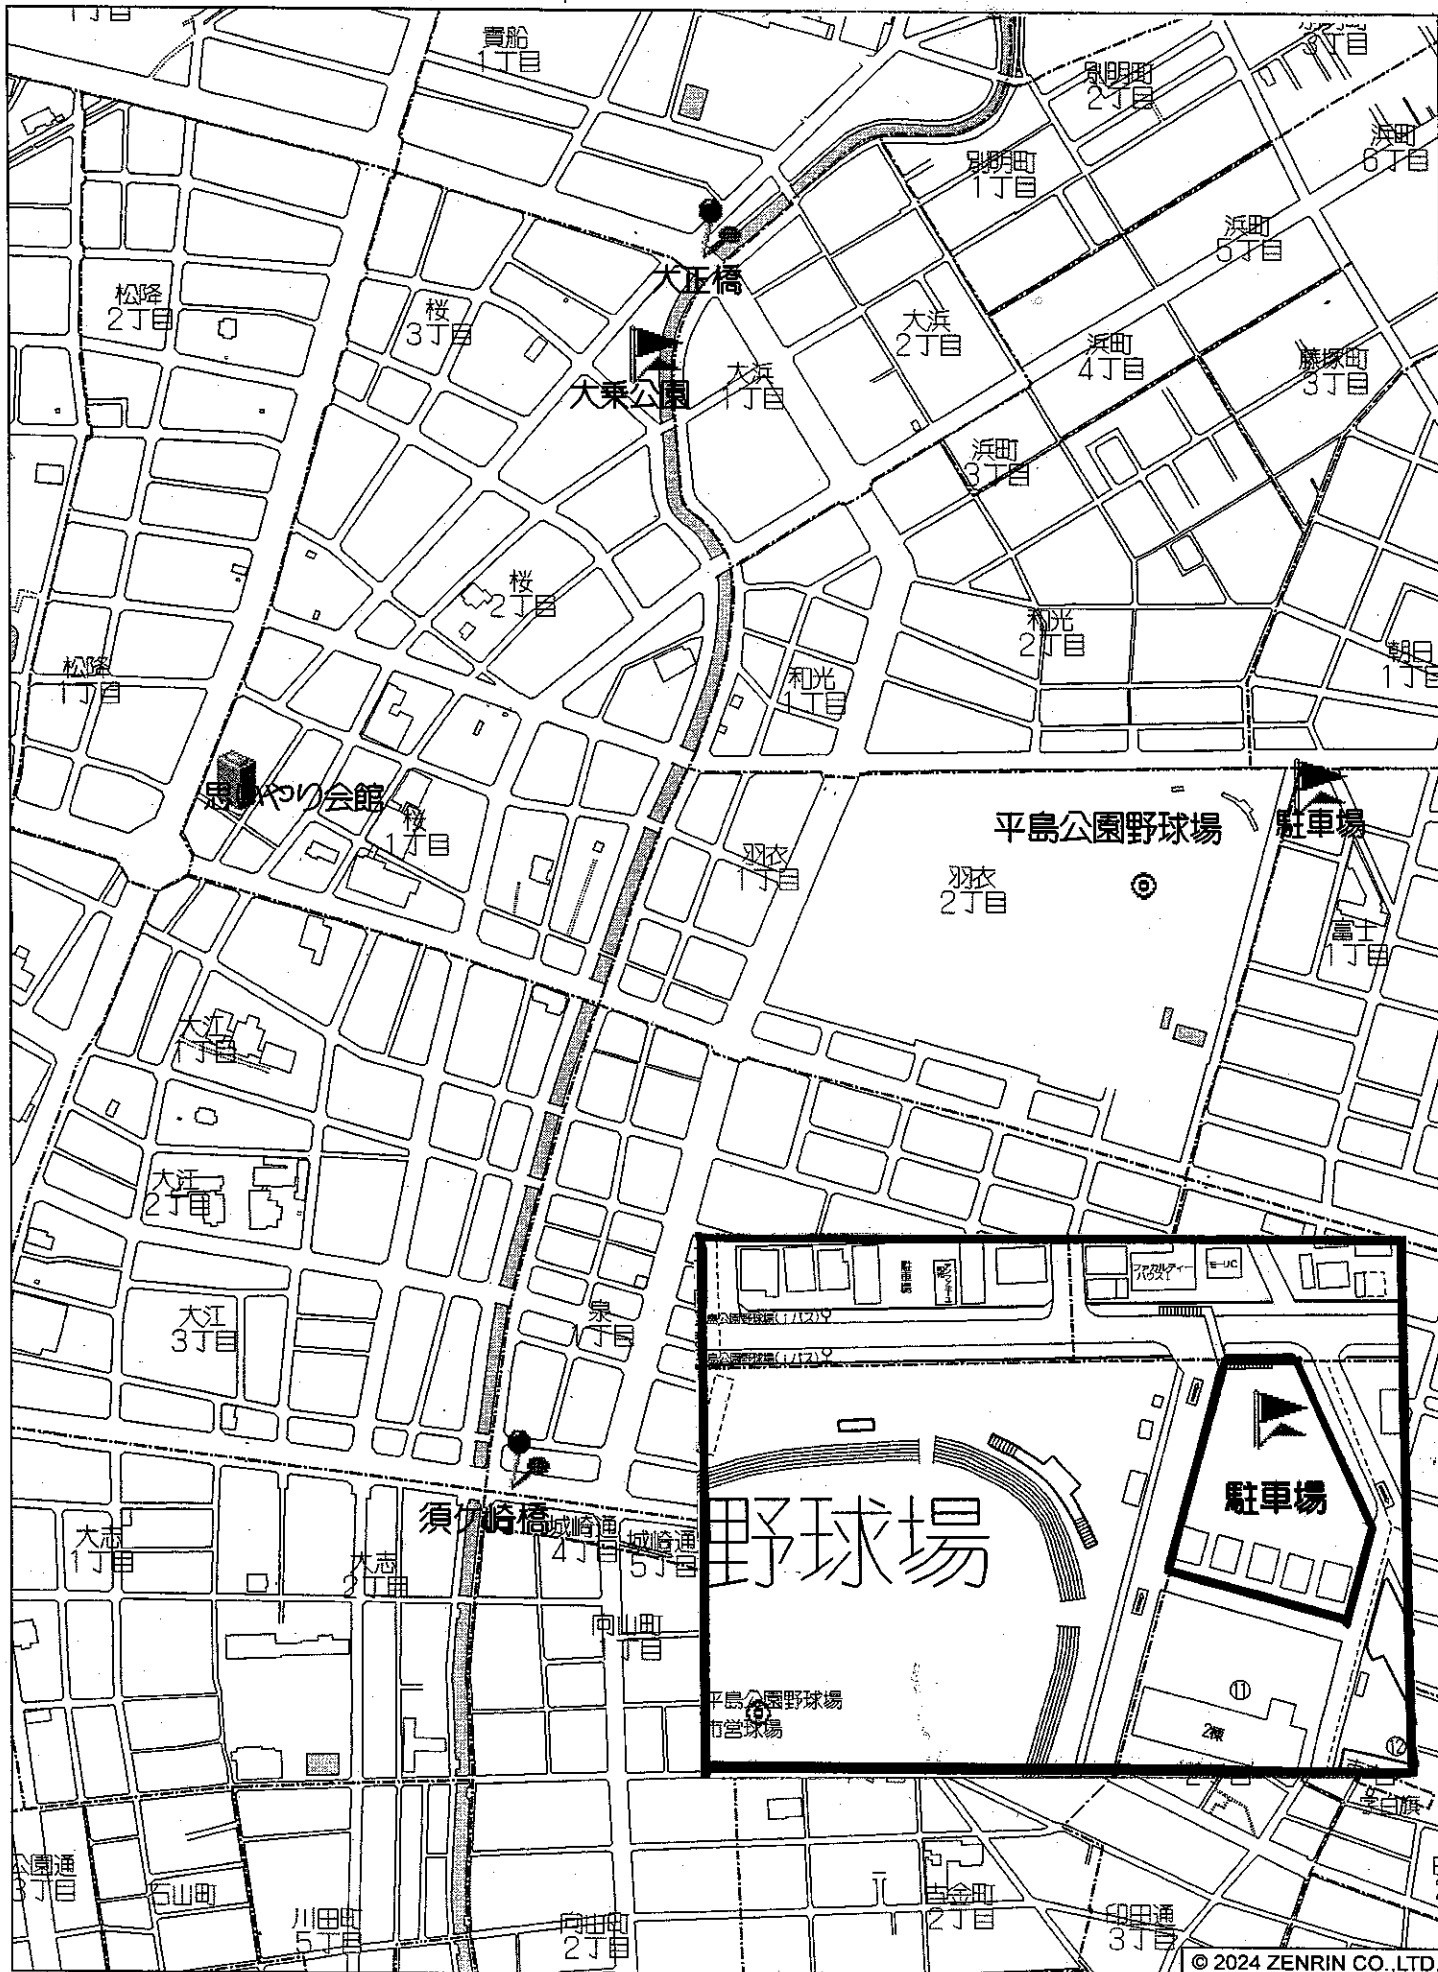 1丁目
貴船
1丁目
3丁目
別明町
2丁目
浜町
6丁目
別明町
1丁目
浜町
5丁目
大正橋
松降
2丁目
桜
3丁目
大浜
2丁目
浜町
4丁目
藤塚町
3丁目
大乗公園
大浜
1丁目
浜町
3丁目
桜
2丁目
和光
2丁目
朝日
1丁目
松降
1丁目
和光
1丁目
思いやり会館
桜
1丁目
平島公園野球場
駐車場
羽衣
1丁目
羽衣
2丁目
富士
1丁目
大江
1丁目
大江
2丁目
大江
3丁目
泉
1丁目
須ケ崎橋
城崎通
4丁目
城崎通
5丁目
大志
1丁目
大志
2丁目
向山町
1丁目
駐車場
ファカルティー
ハウス1
駐車場
野球場
平島公園野球場
市営球場
⑪
2棟
⑫
字白旗
公園通
3丁目
石山町
川田町
5丁目
向山町
2丁目
吉金町
2丁目
印田通
3丁目
© 2024 ZENRIN CO.,LTD.